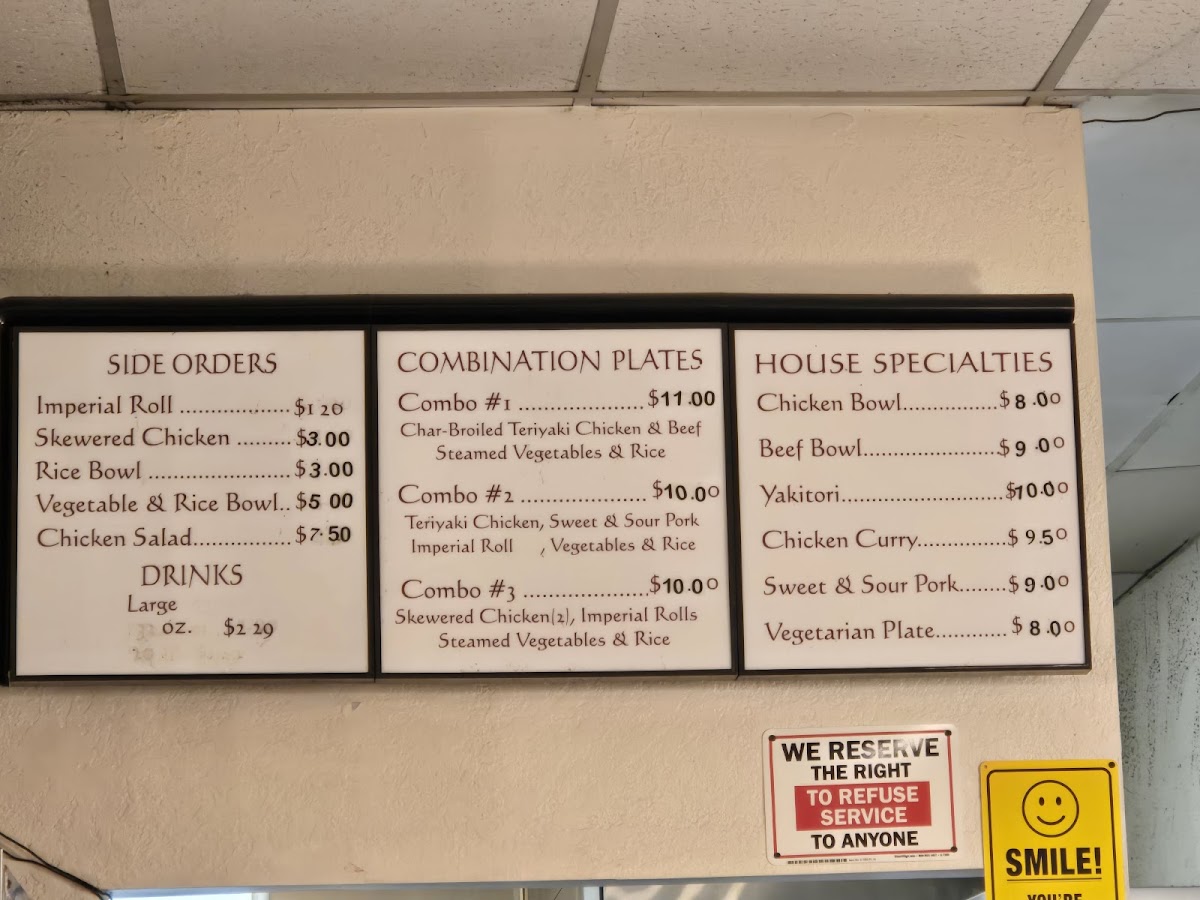 SIDE ORDERS
Imperial Roll ................. $1 20
Skewered Chicken ......... $3.00
Rice Bowl ...................... $3.00
Vegetable & Rice Bowl.. $5 00
Chicken Salad............... $7.50
DRINKS
Large
oz. $2 29
COMBINATION PLATES
Combo #1 .................... $11.00
Char-Broiled Teriyaki Chicken & Beef
Steamed Vegetables & Rice
Combo #2 .................... $10.00
Teriyaki Chicken, Sweet & Sour Pork
Imperial Roll , Vegetables & Rice
Combo #3 .................... $10.00
Skewered Chicken(2), Imperial Rolls
Steamed Vegetables & Rice
HOUSE SPECIALTIES
Chicken Bowl............... $8.00
Beef Bowl..................... $9.00
Yakitori......................... $10.00
Chicken Curry.............. $9.50
Sweet & Sour Pork........ $9.00
Vegetarian Plate............ $8.00
WE RESERVE
THE RIGHT
TO REFUSE
SERVICE
TO ANYONE
SMILE!
YOU'RE